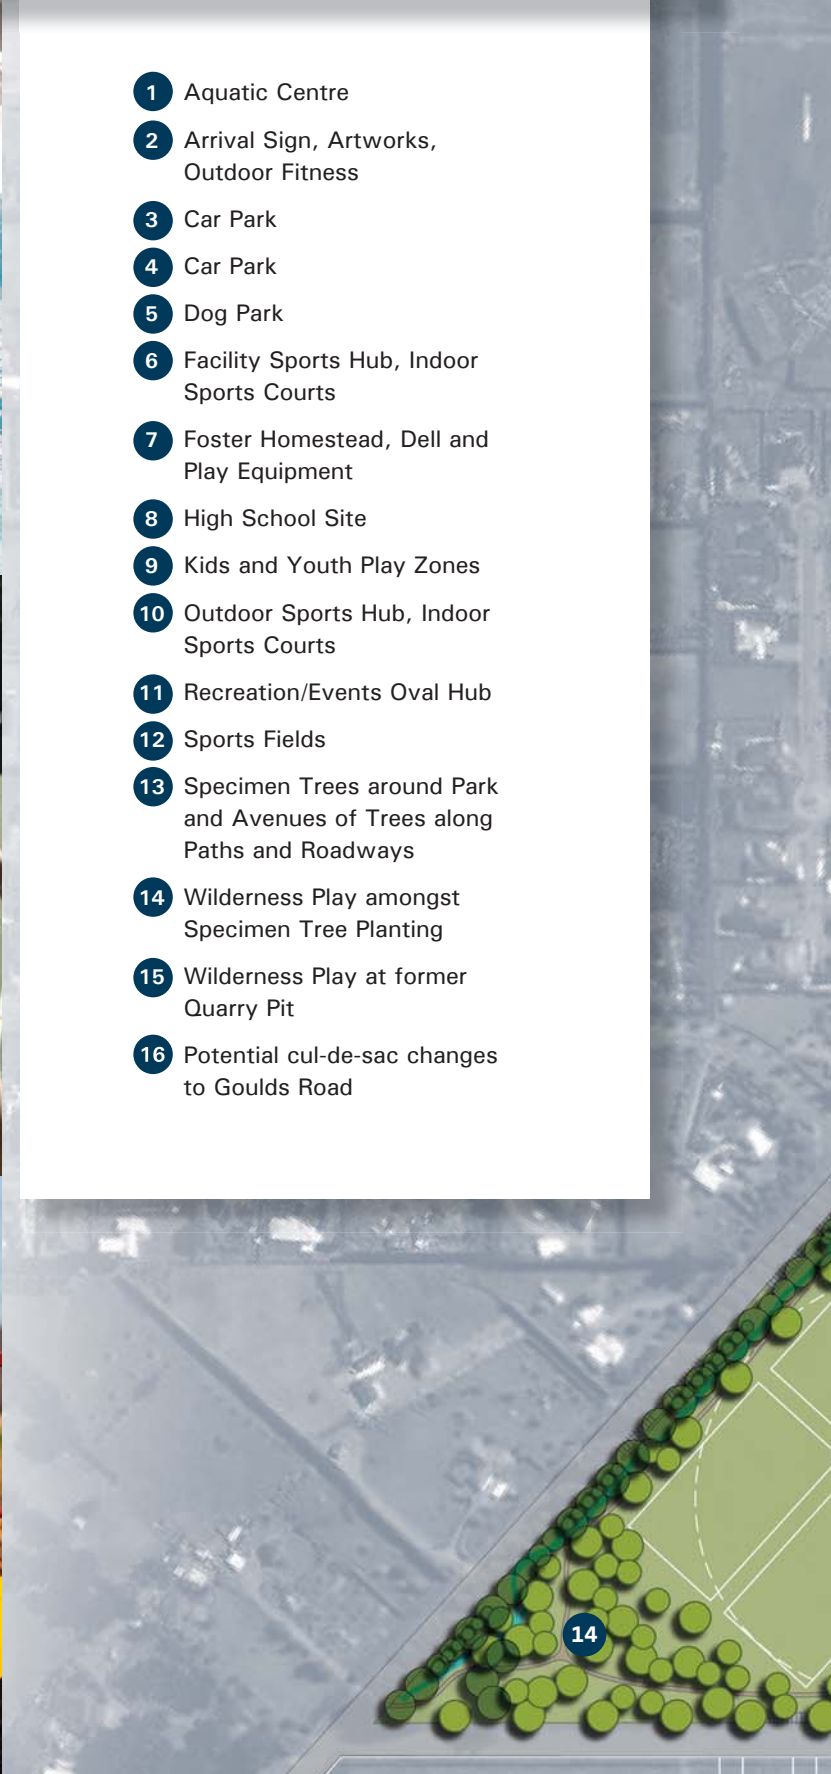 1 Aquatic Centre
2 Arrival Sign, Artworks,
Outdoor Fitness
3 Car Park
4 Car Park
5 Dog Park
6 Facility Sports Hub, Indoor
Sports Courts
7 Foster Homestead, Dell and
Play Equipment
8 High School Site
9 Kids and Youth Play Zones
10 Outdoor Sports Hub, Indoor
Sports Courts
11 Recreation/Events Oval Hub
12 Sports Fields
13 Specimen Trees around Park
and Avenues of Trees along
Paths and Roadways
14 Wilderness Play amongst
Specimen Tree Planting
15 Wilderness Play at former
Quarry Pit
16 Potential cul-de-sac changes
to Goulds Road
14